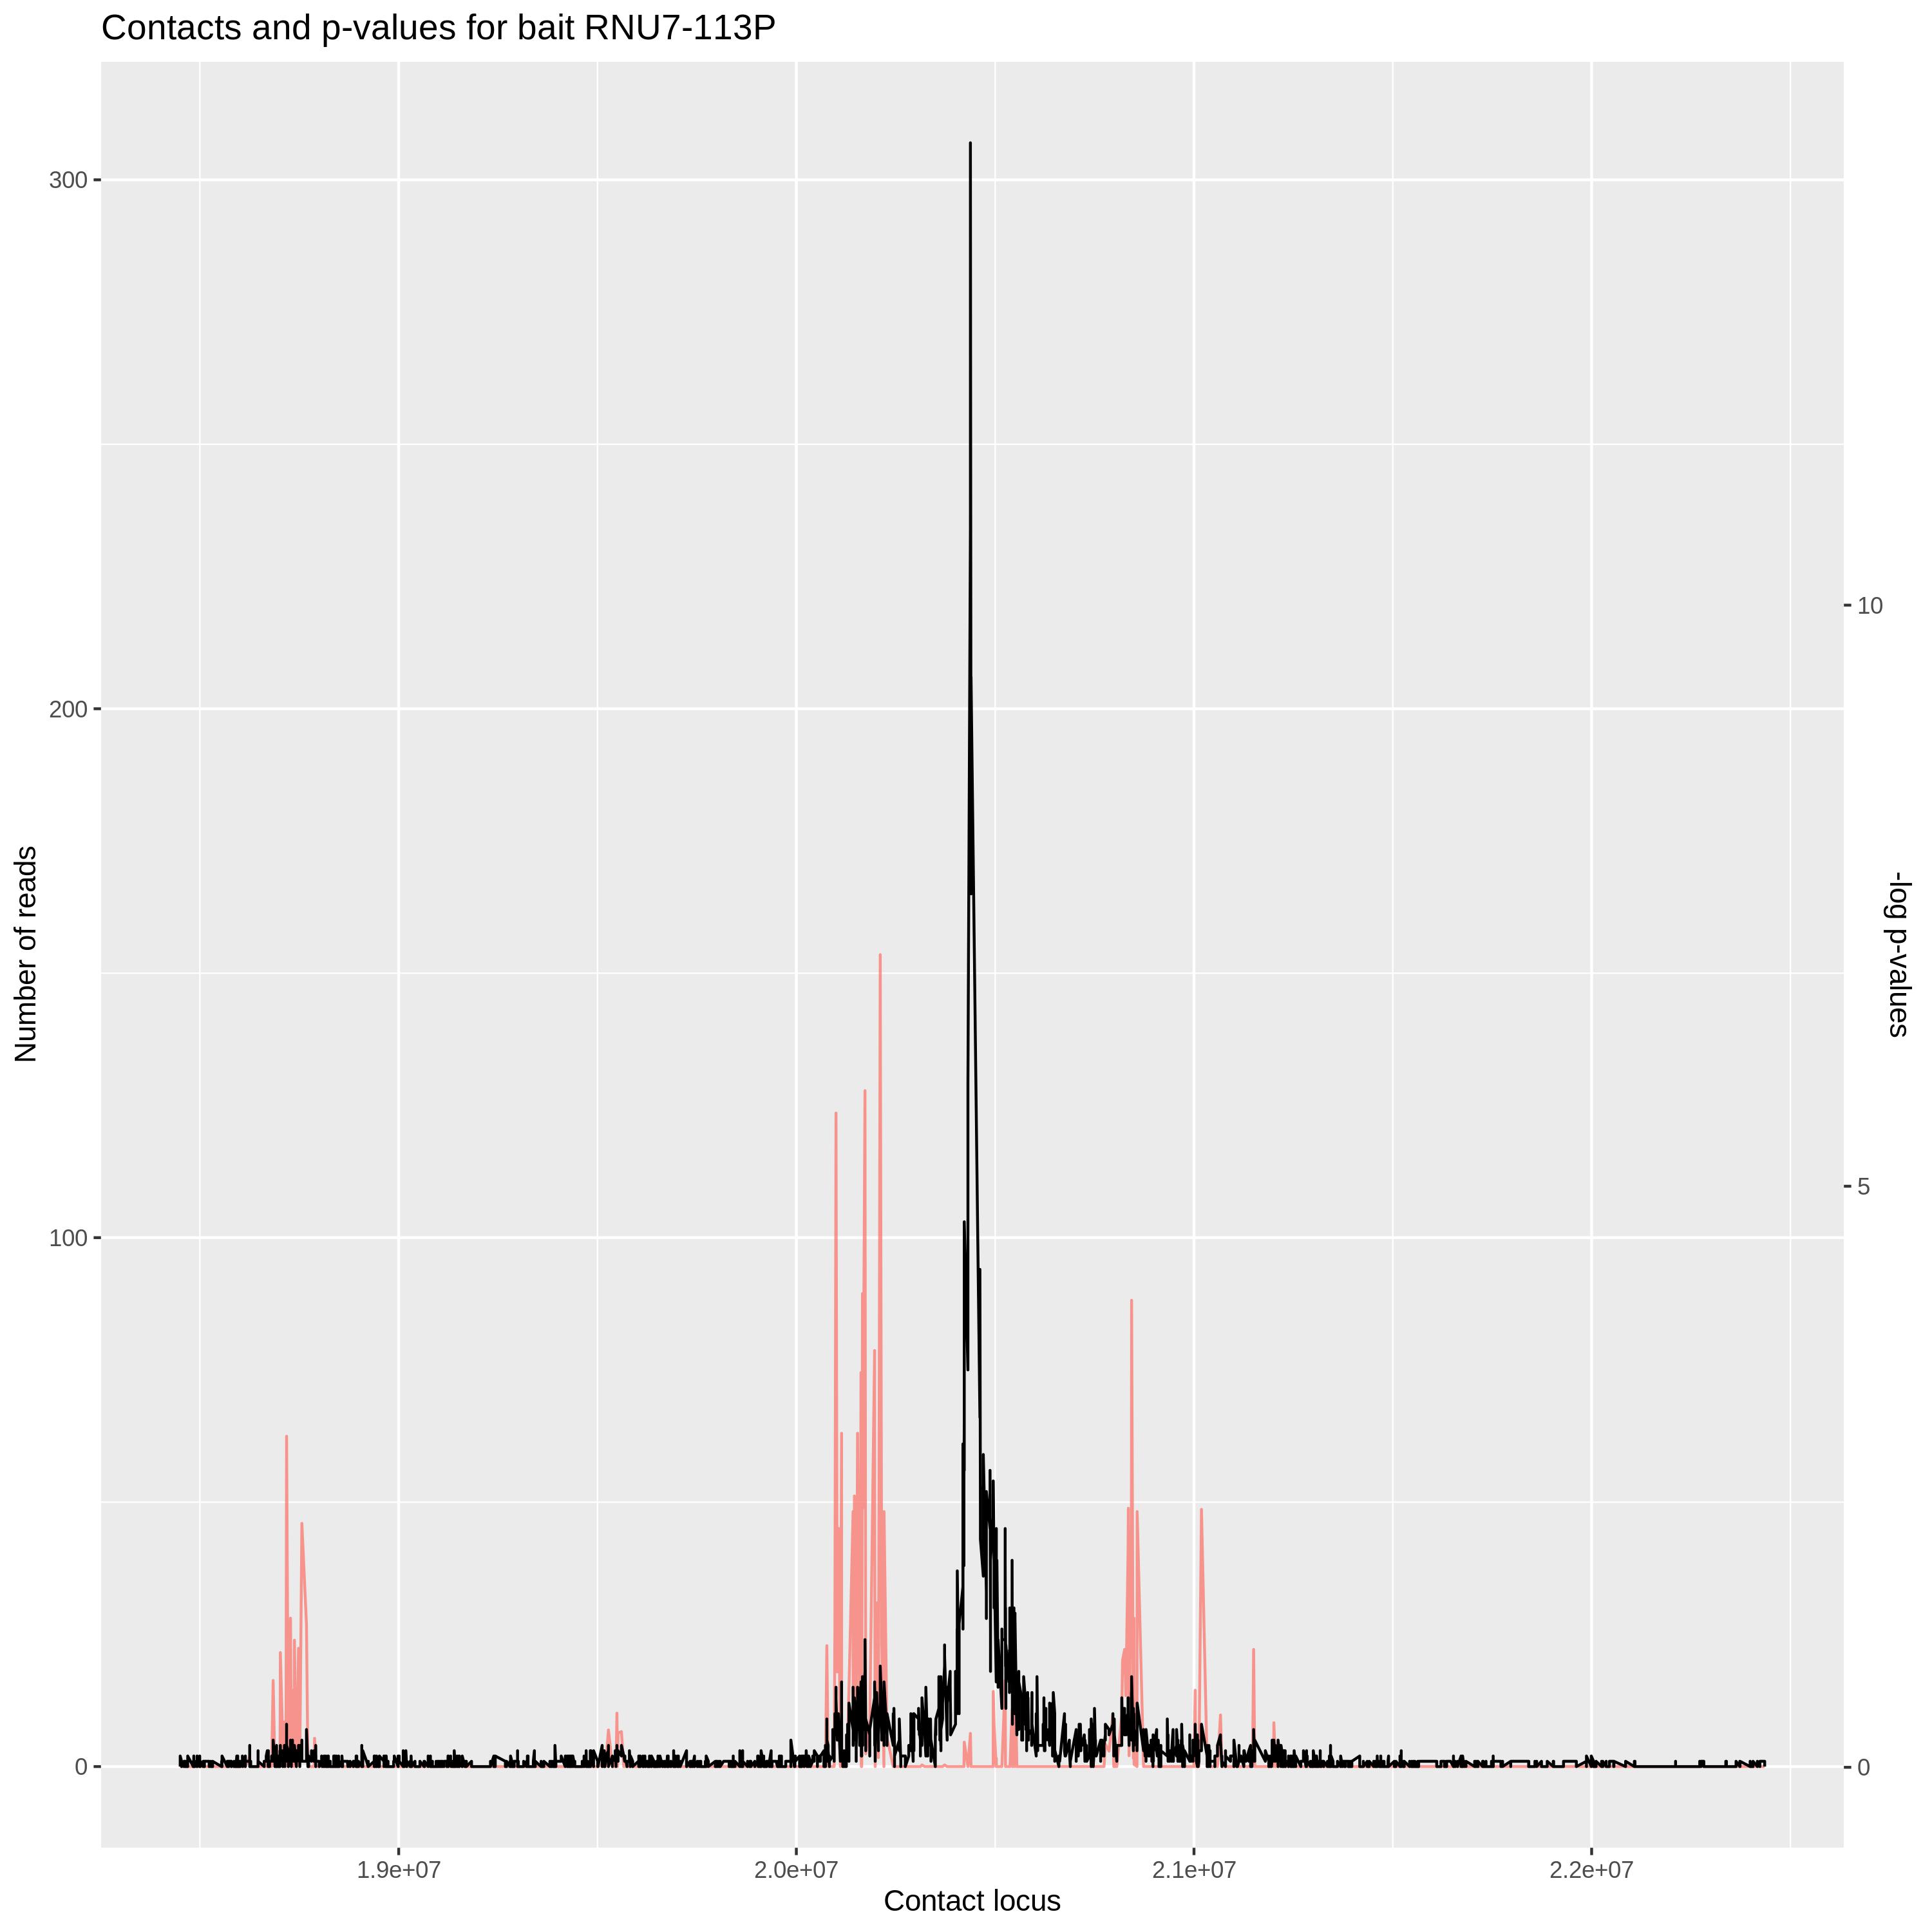 Contacts and p-values for bait RNU7-113P
300
200
100
0
10
5
0
Number of reads
-log p-values
1.9e+07
2.0e+07
2.1e+07
2.2e+07
Contact locus